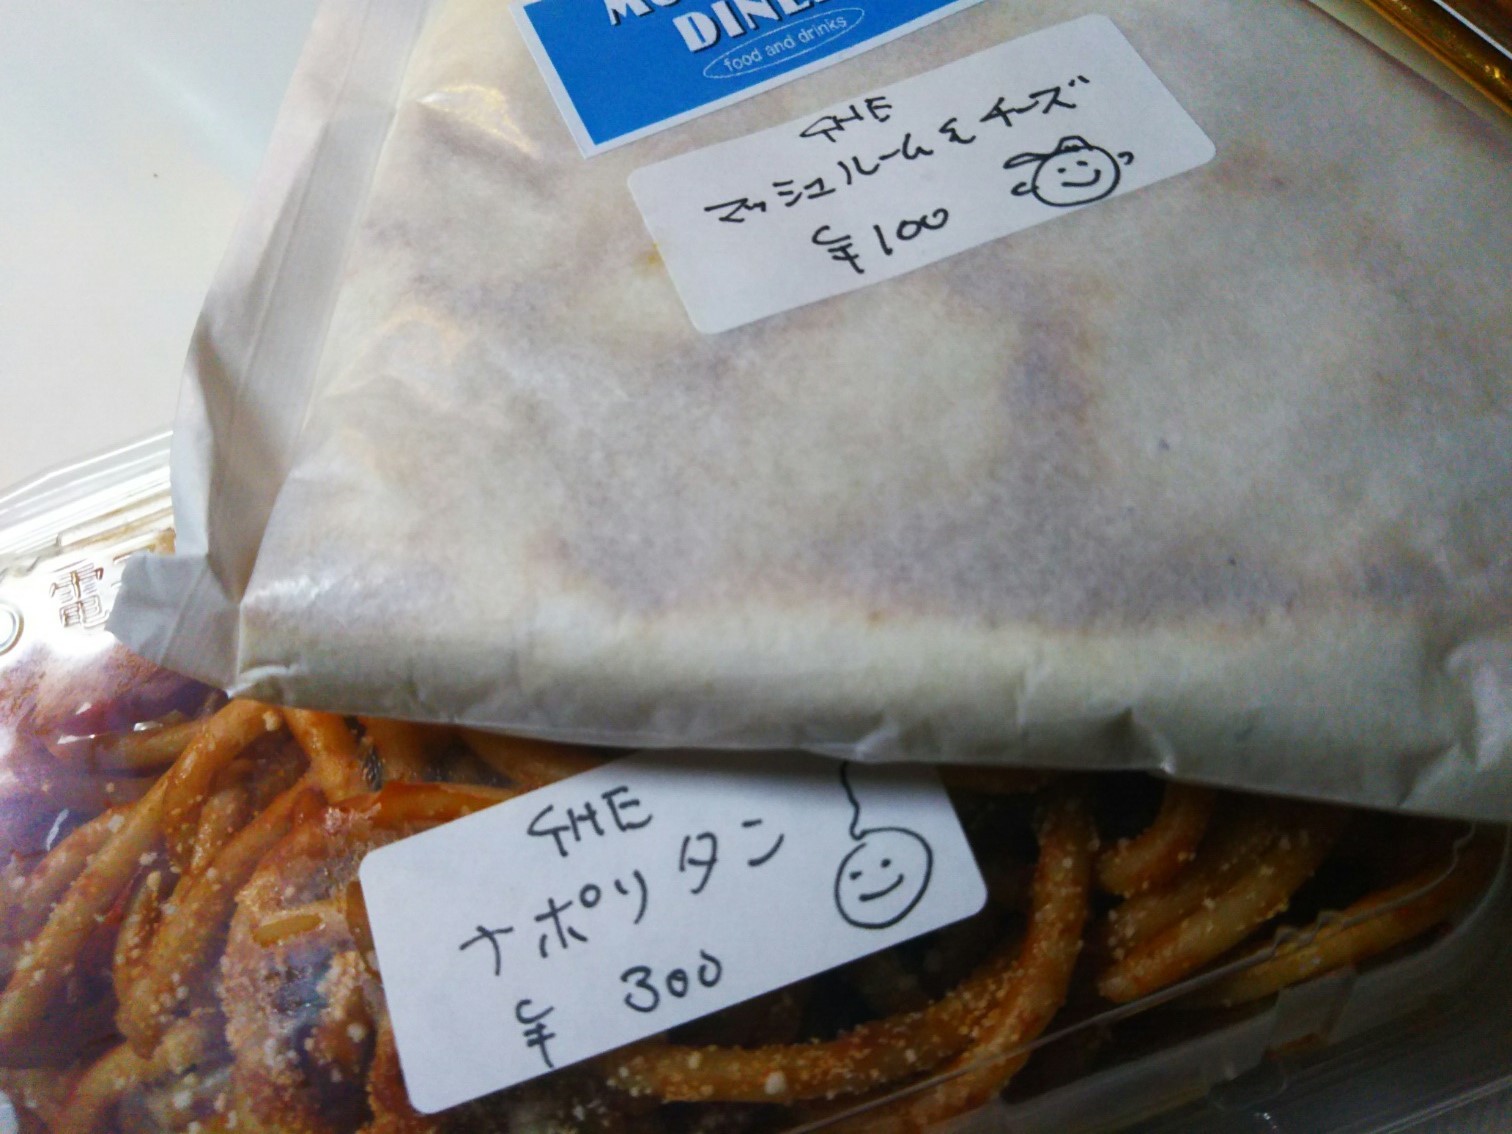 DINE
food and drinks
THE
マッシュルーム&チーズ
¥100
電
THE
ナポリタン
¥300